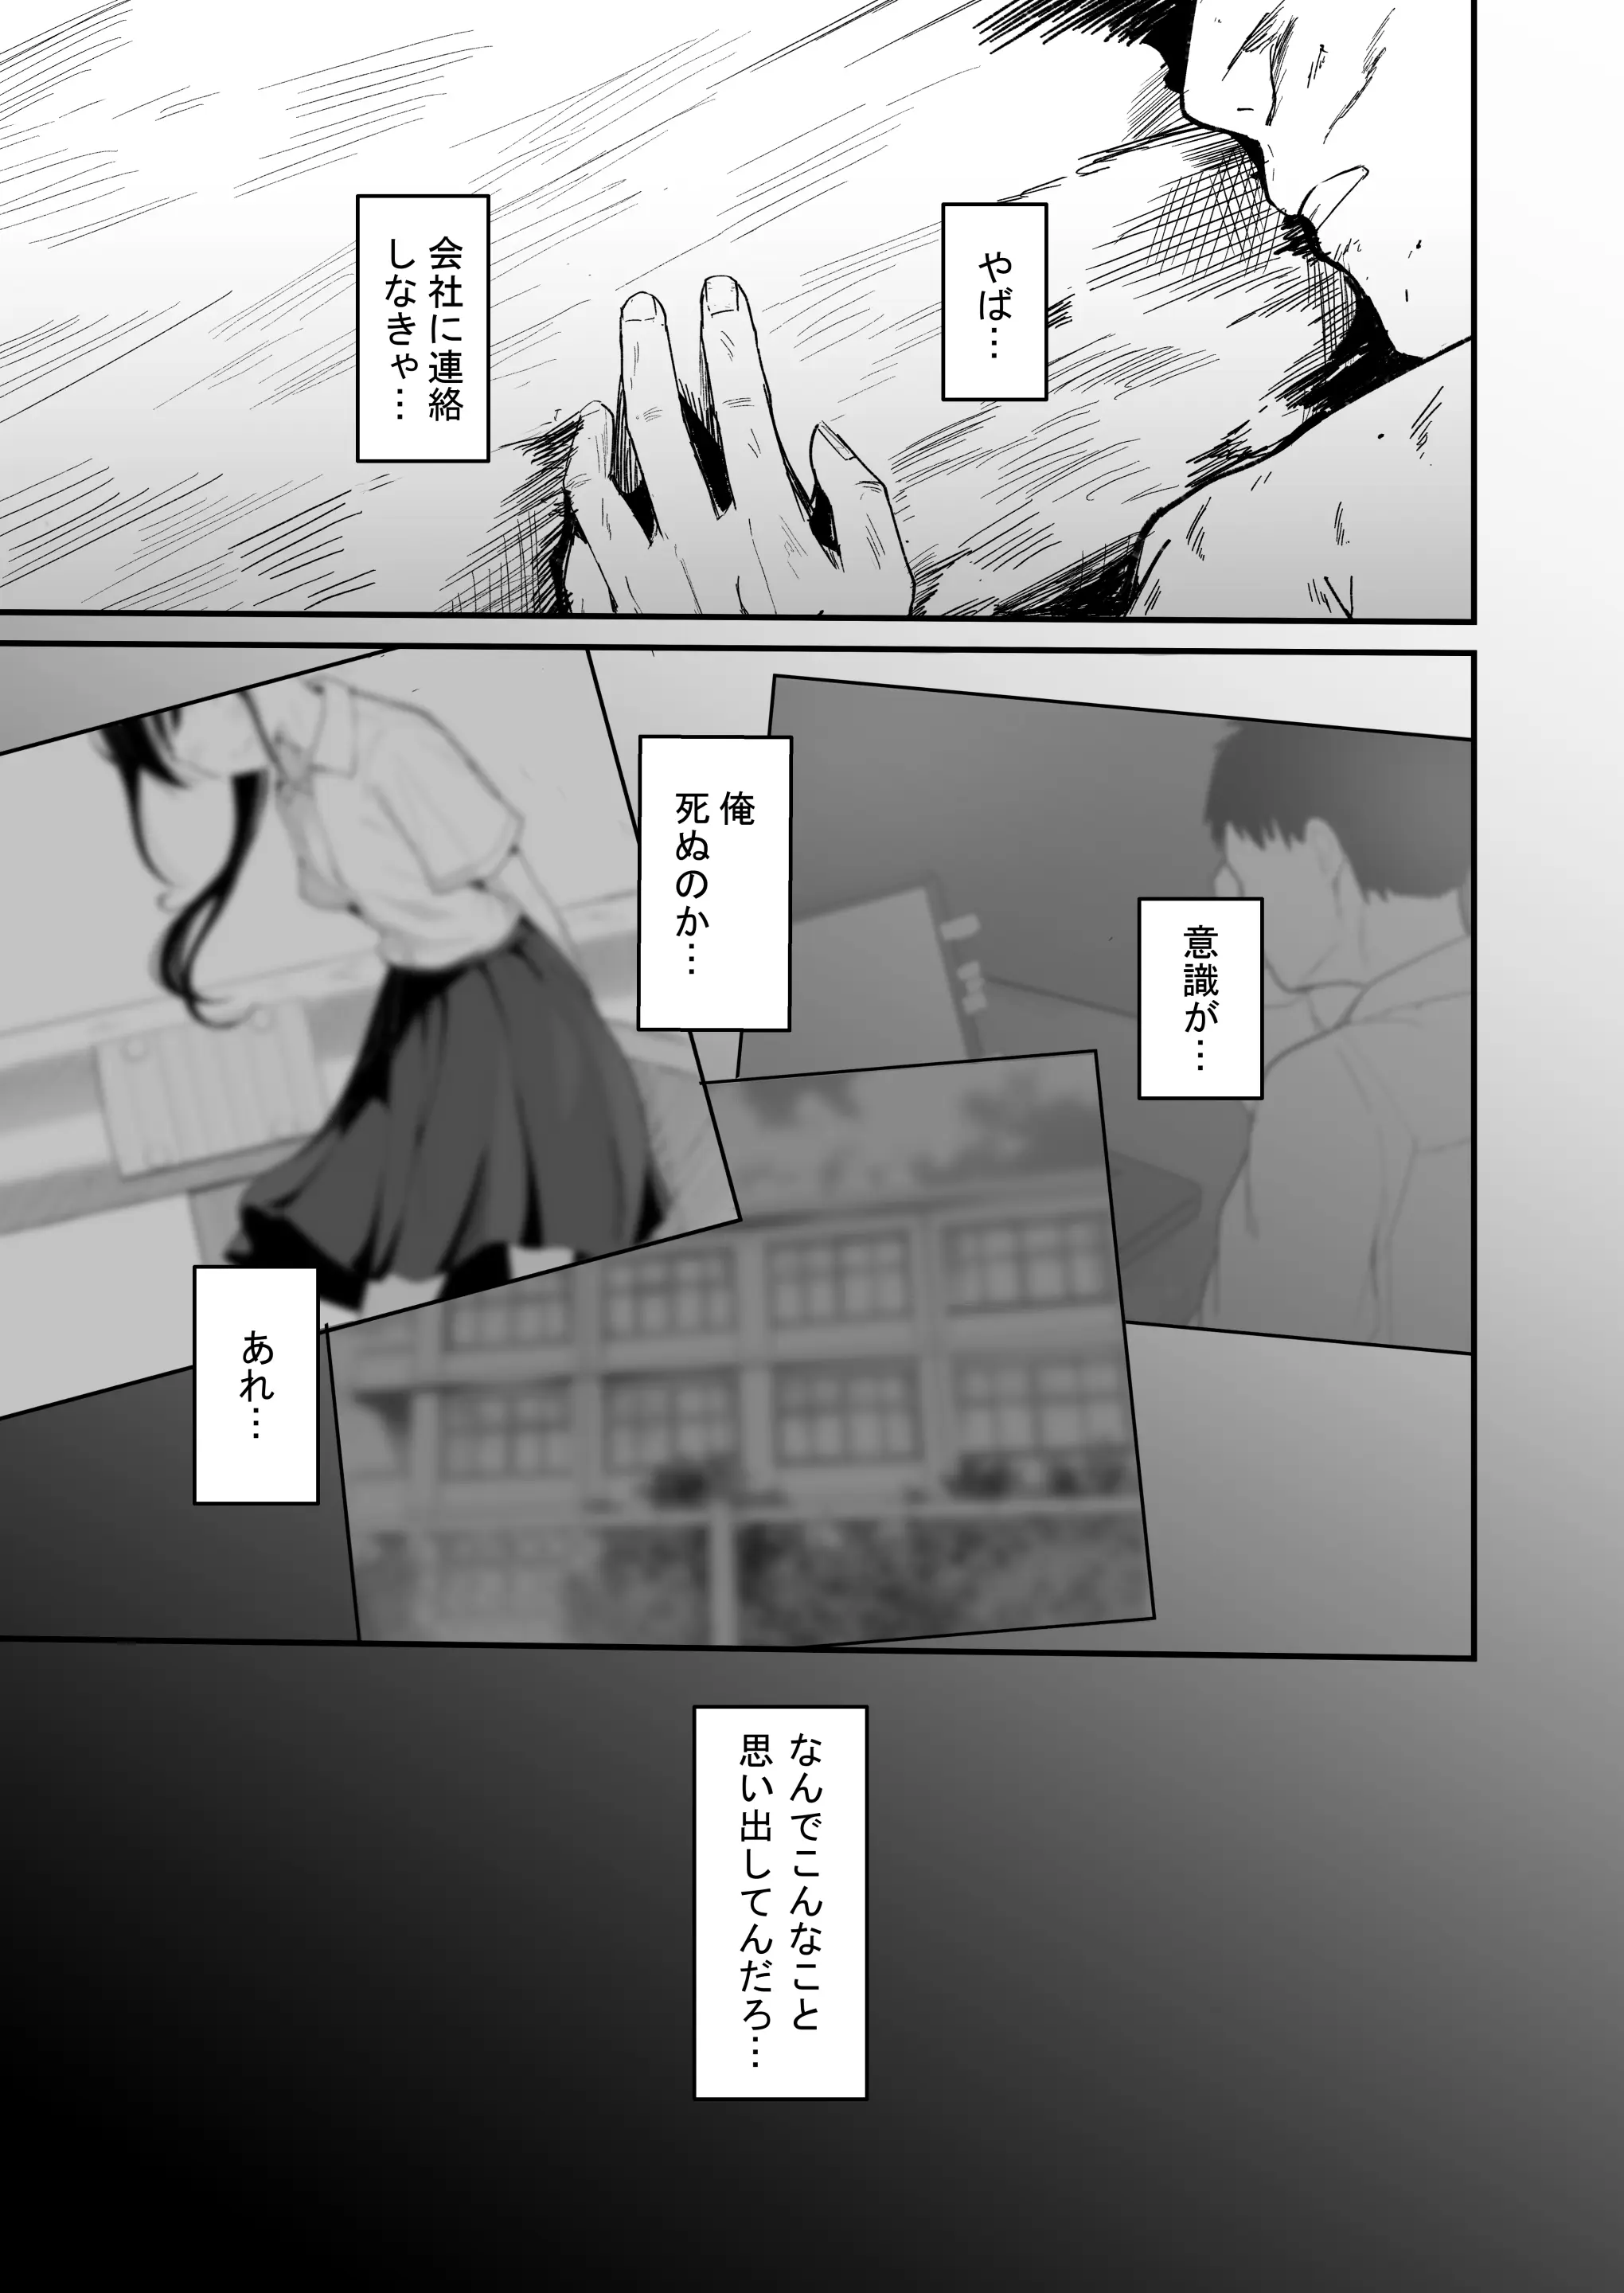 やば…
会社に連絡
しなきゃ…
意識が…
俺
死ぬのか…
あれ…
なんでこんなこと
思い出してんだろ…